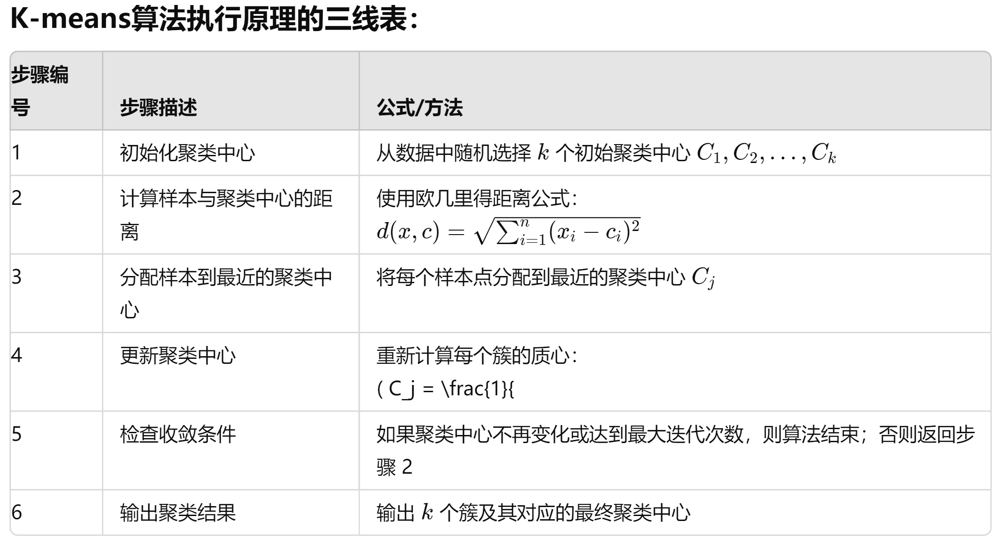 K-means算法执行原理的三线表：
步骤编
号
步骤描述
公式/方法
1
初始化聚类中心
从数据中随机选择 k 个初始聚类中心 C_1, C_2, ..., C_k
2
计算样本与聚类中心的距
离
使用欧几里得距离公式：
d(x, c) = \sqrt{\sum_{i=1}^{n}(x_i − c_i)^2}
3
分配样本到最近的聚类中
心
将每个样本点分配到最近的聚类中心 C_j
4
更新聚类中心
重新计算每个簇的质心：
( C_j = \frac{1}{
5
检查收敛条件
如果聚类中心不再变化或达到最大迭代次数，则算法结束；否则返回步
骤 2
6
输出聚类结果
输出 k 个簇及其对应的最终聚类中心